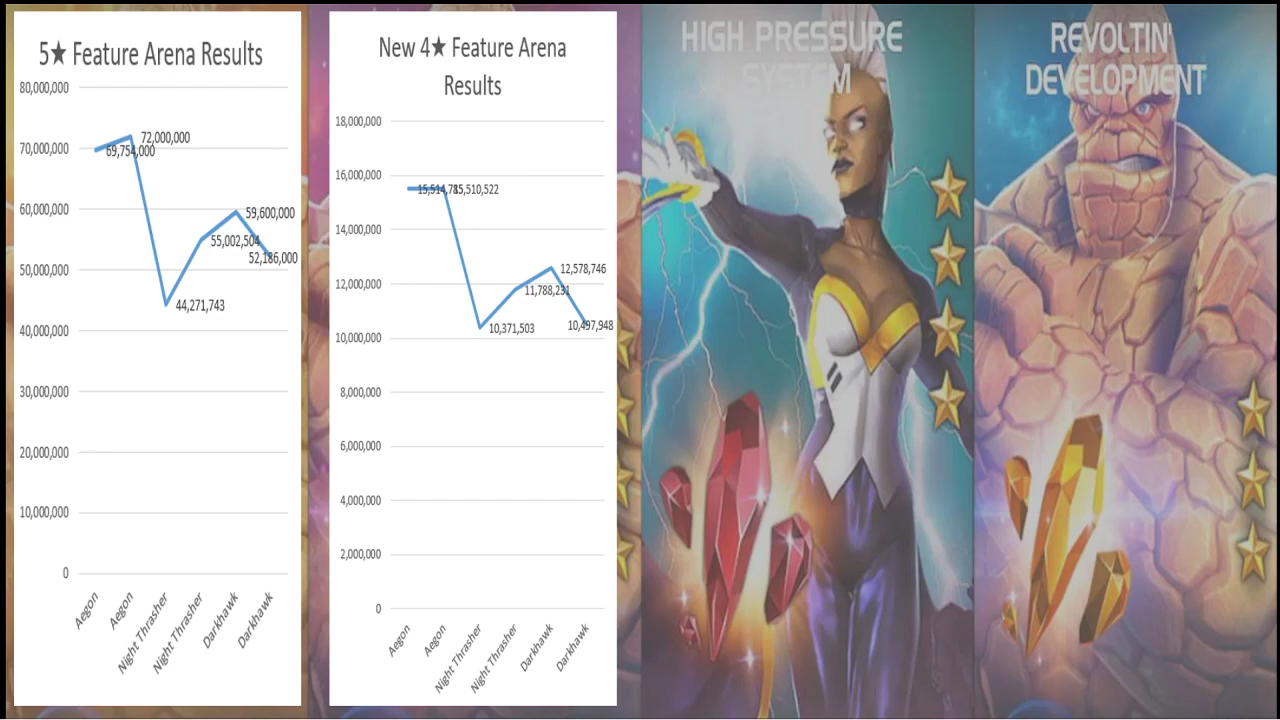 5★ Feature Arena Results
80,000,000
70,000,000
60,000,000
50,000,000
40,000,000
30,000,000
20,000,000
10,000,000
0
69,754,000
72,000,000
44,271,743
55,002,504
59,600,000
52,186,000
Aegon
Aegon
Night Thrasher
Night Thrasher
Darkhawk
Darkhawk
New 4★ Feature Arena
Results
18,000,000
16,000,000
14,000,000
12,000,000
10,000,000
8,000,000
6,000,000
4,000,000
2,000,000
0
15,510,522
10,371,503
11,788,231
12,578,746
10,497,948
Aegon
Aegon
Night Thrasher
Night Thrasher
Darkhawk
Darkhawk
HIGH PRESSURE
SYSTEM
REVOLTIN'
DEVELOPMENT